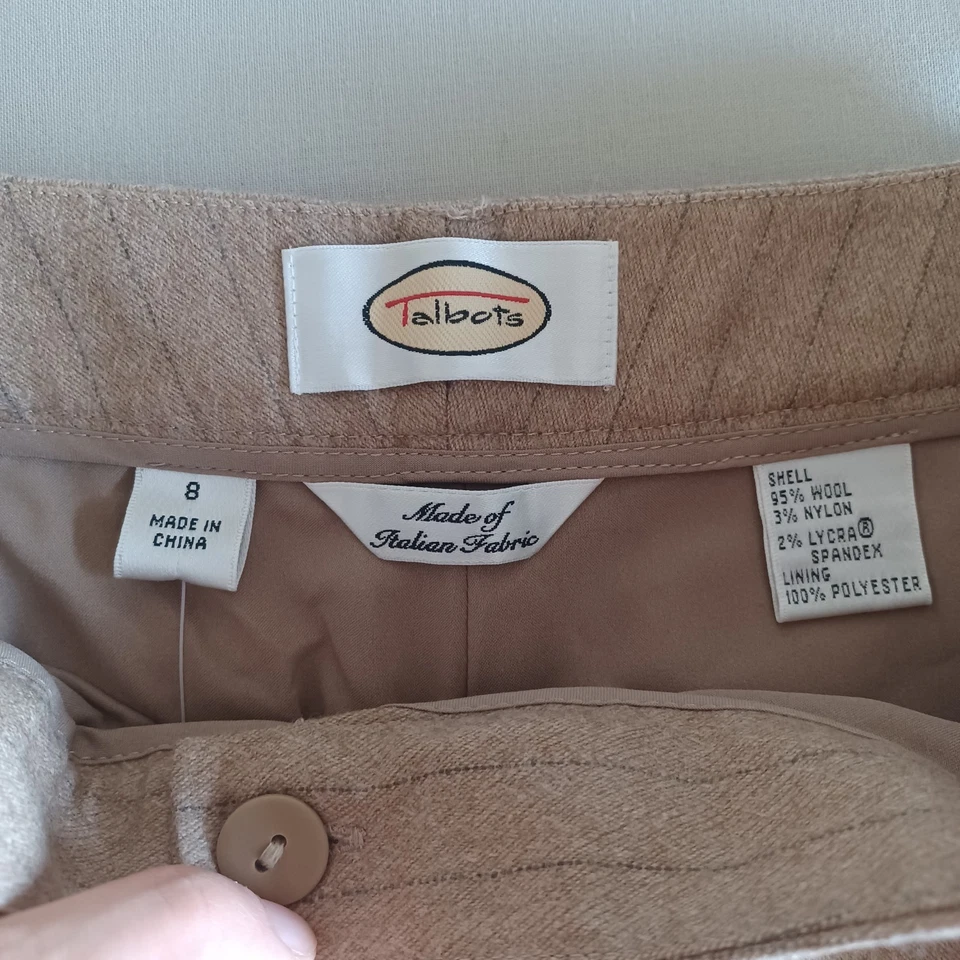 Talbots
8
MADE IN
CHINA
Made of
Italian Fabric
SHELL
95% WOOL
3% NYLON
2% LYCRA®
SPANDEX
LINING
100% POLYESTER